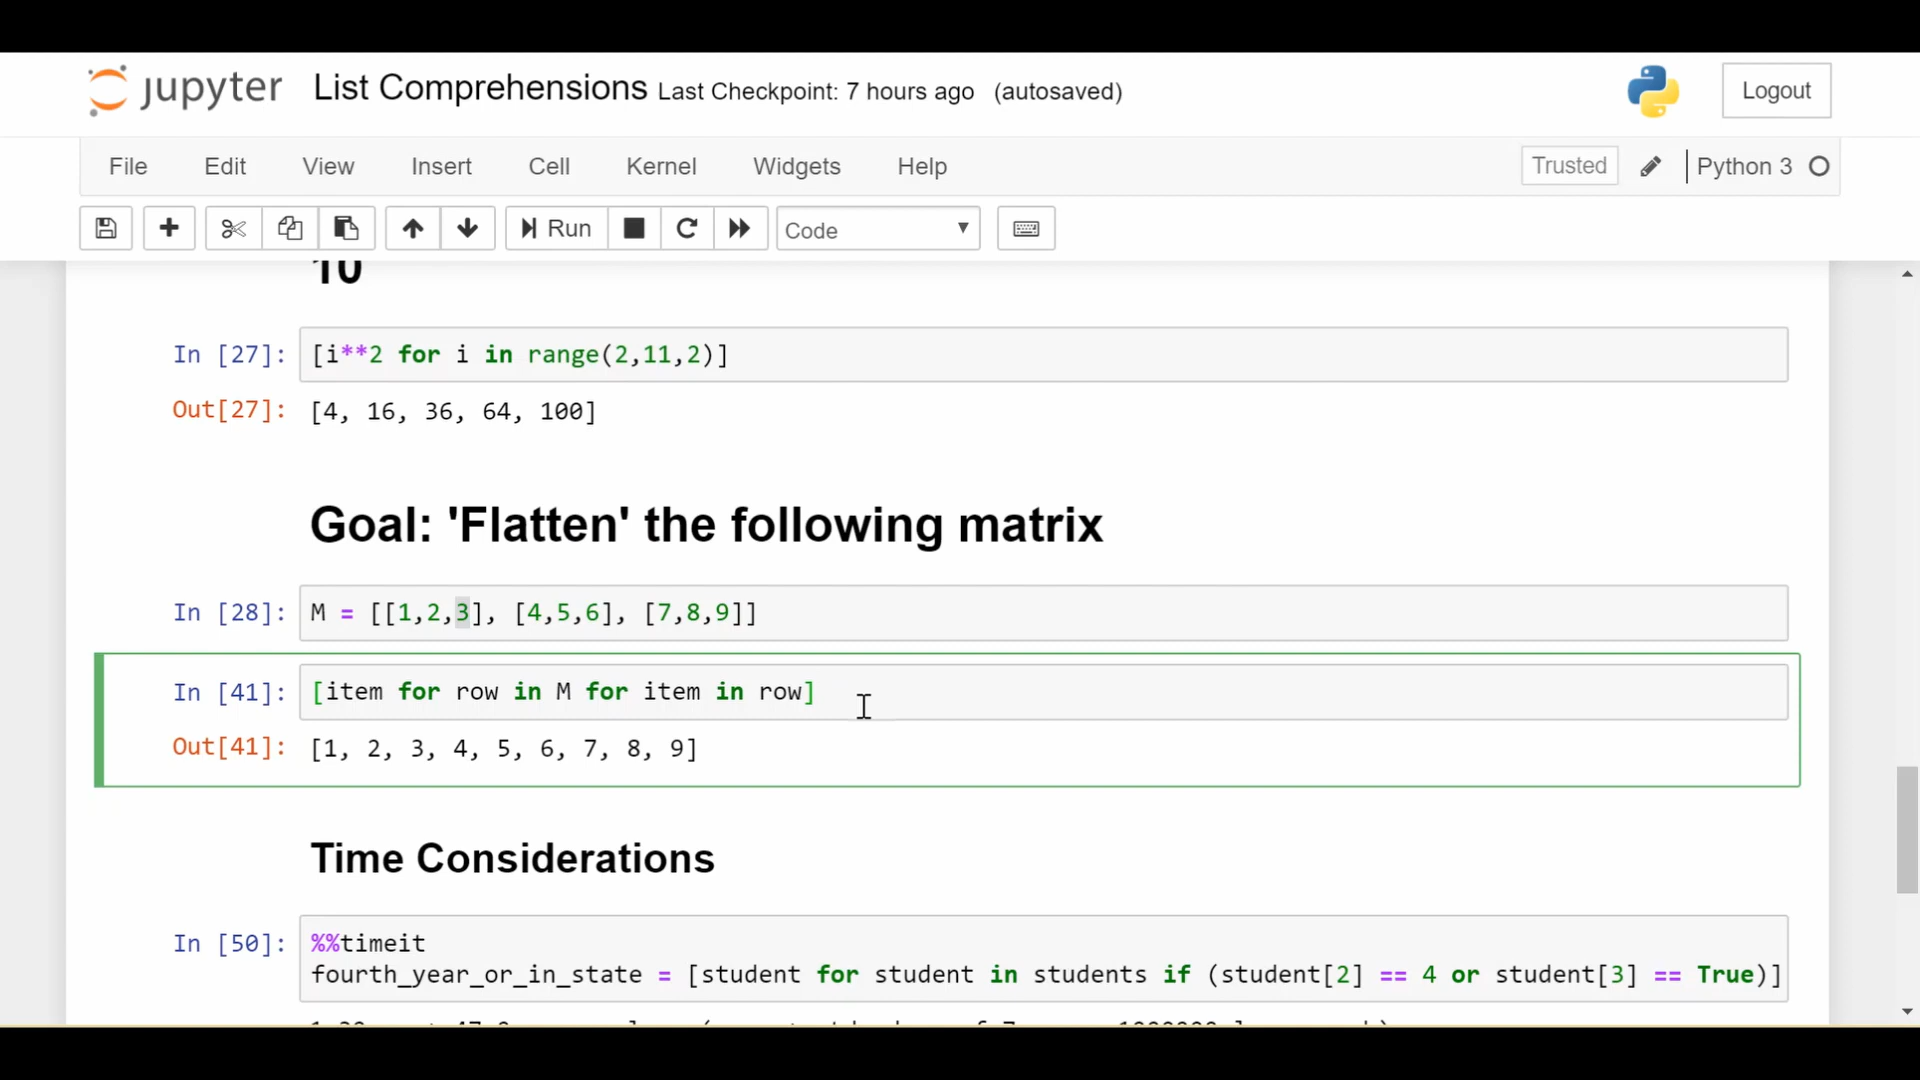 jupyter List Comprehensions Last Checkpoint: 7 hours ago (autosaved) Logout
File Edit View Insert Cell Kernel Widgets Help Trusted Python 3
Run Code
10
In [27]: [i**2 for i in range(2,11,2)]
Out[27]: [4, 16, 36, 64, 100]
Goal: 'Flatten' the following matrix
In [28]: M = [[1,2,3], [4,5,6], [7,8,9]]
In [41]: [item for row in M for item in row]
Out[41]: [1, 2, 3, 4, 5, 6, 7, 8, 9]
Time Considerations
In [50]: %%timeit
fourth_year_or_in_state = [student for student in students if (student[2] == 4 or student[3] == True)]